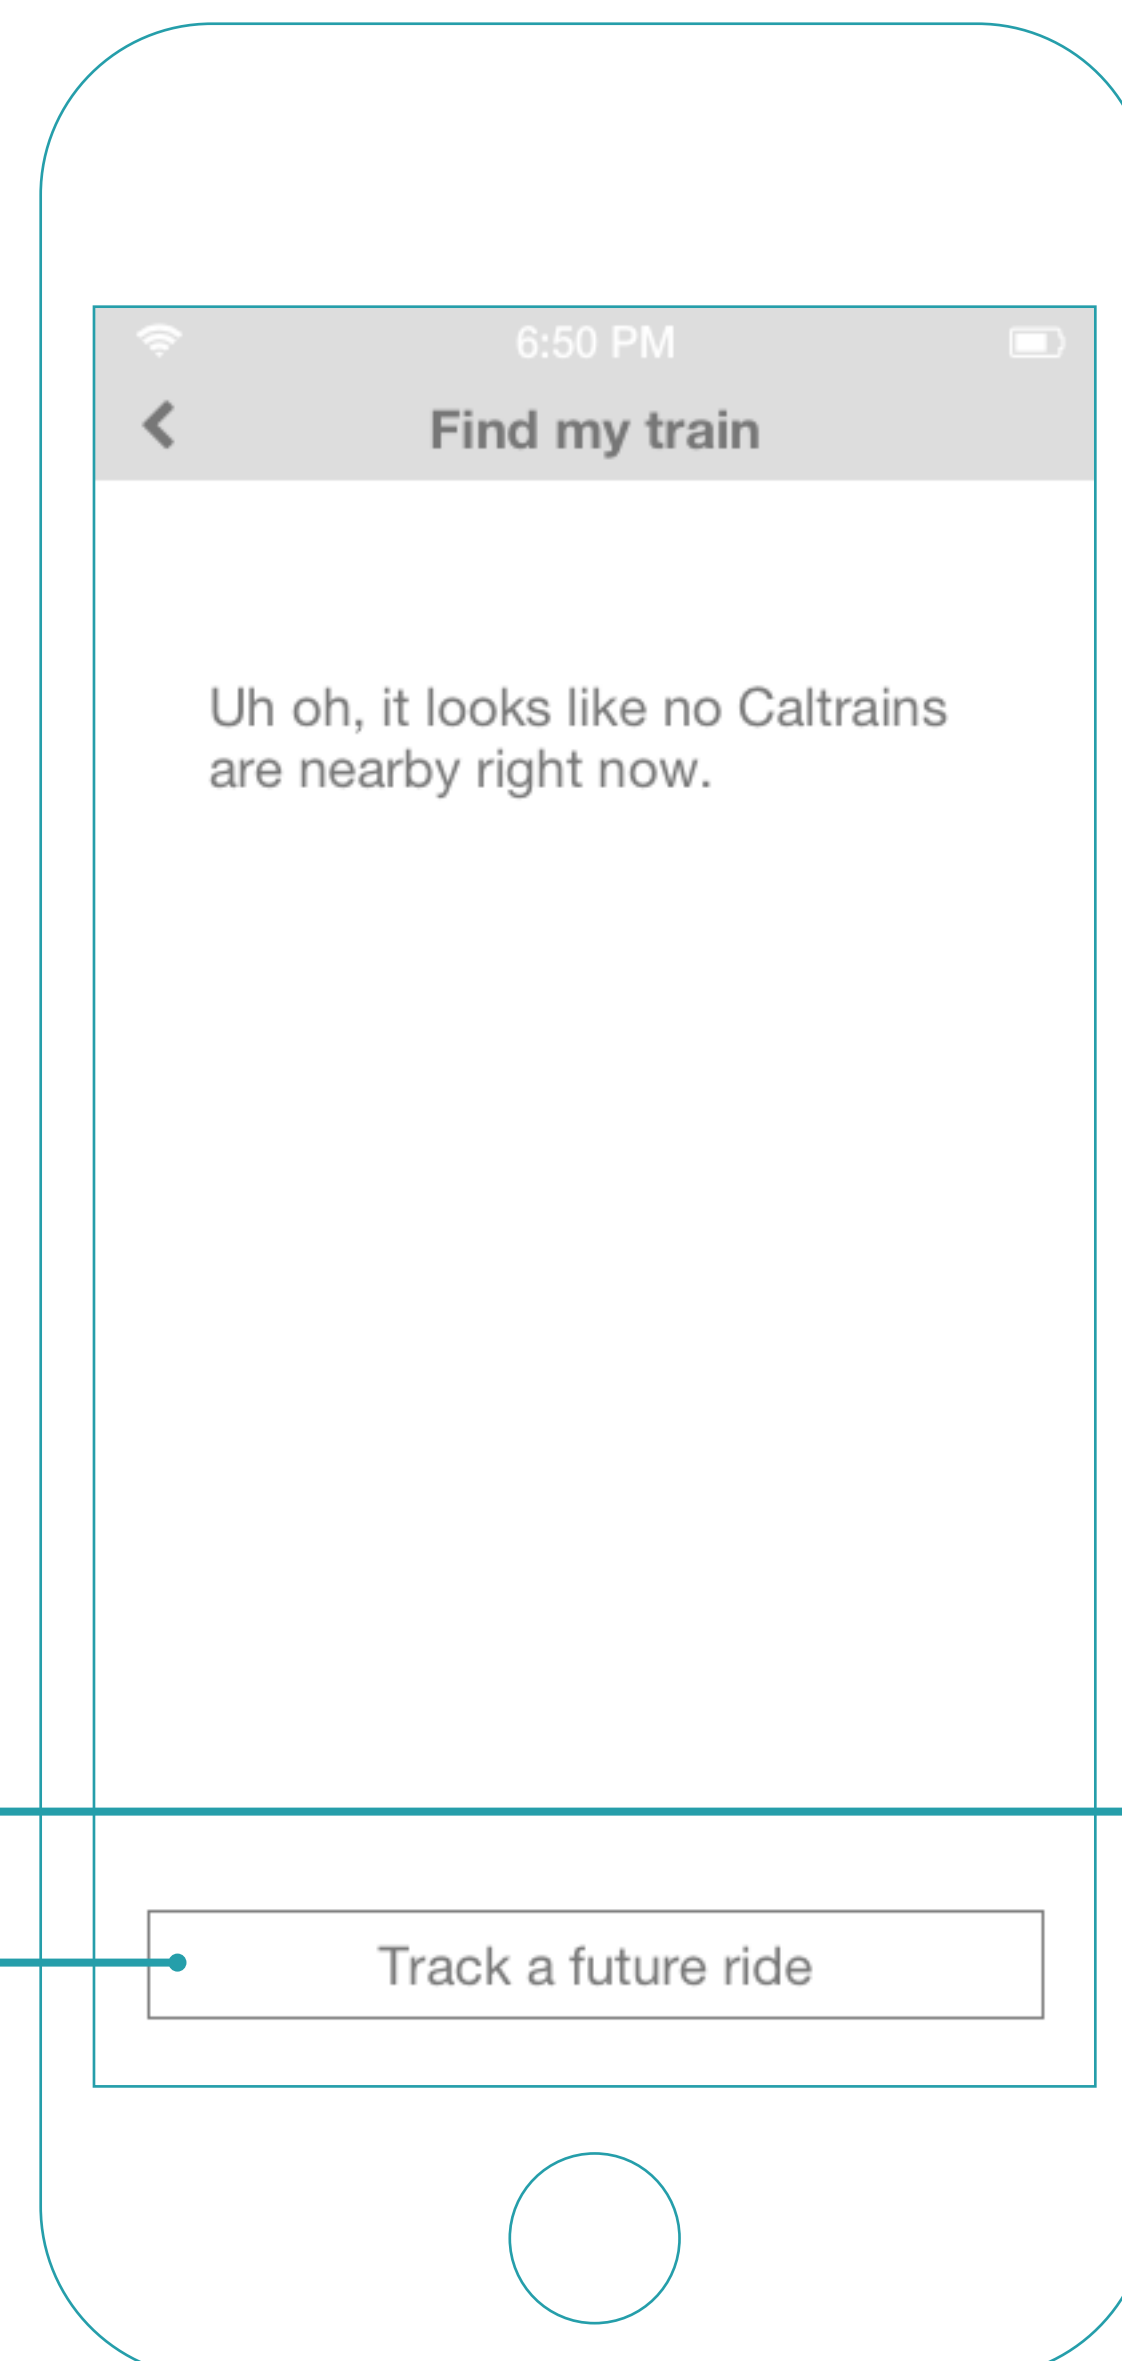 6:50 PM
Find my train
Uh oh, it looks like no Caltrains
are nearby right now.
Track a future ride